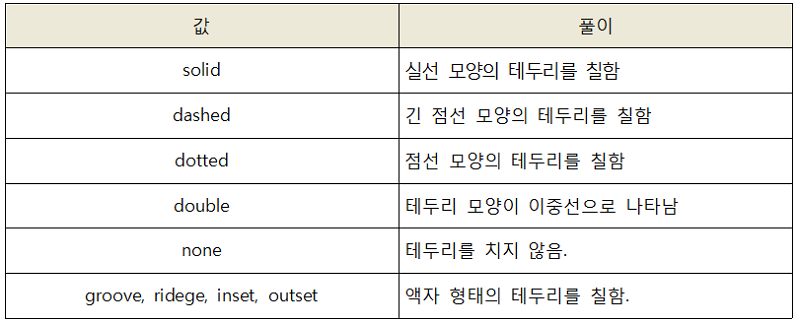 값 풀이
solid 실선 모양의 테두리를 칠함
dashed 긴 점선 모양의 테두리를 칠함
dotted 점선 모양의 테두리를 칠함
double 테두리 모양이 이중선으로 나타남
none 테두리를 치지 않음.
groove, ridege, inset, outset 액자 형태의 테두리를 칠함.